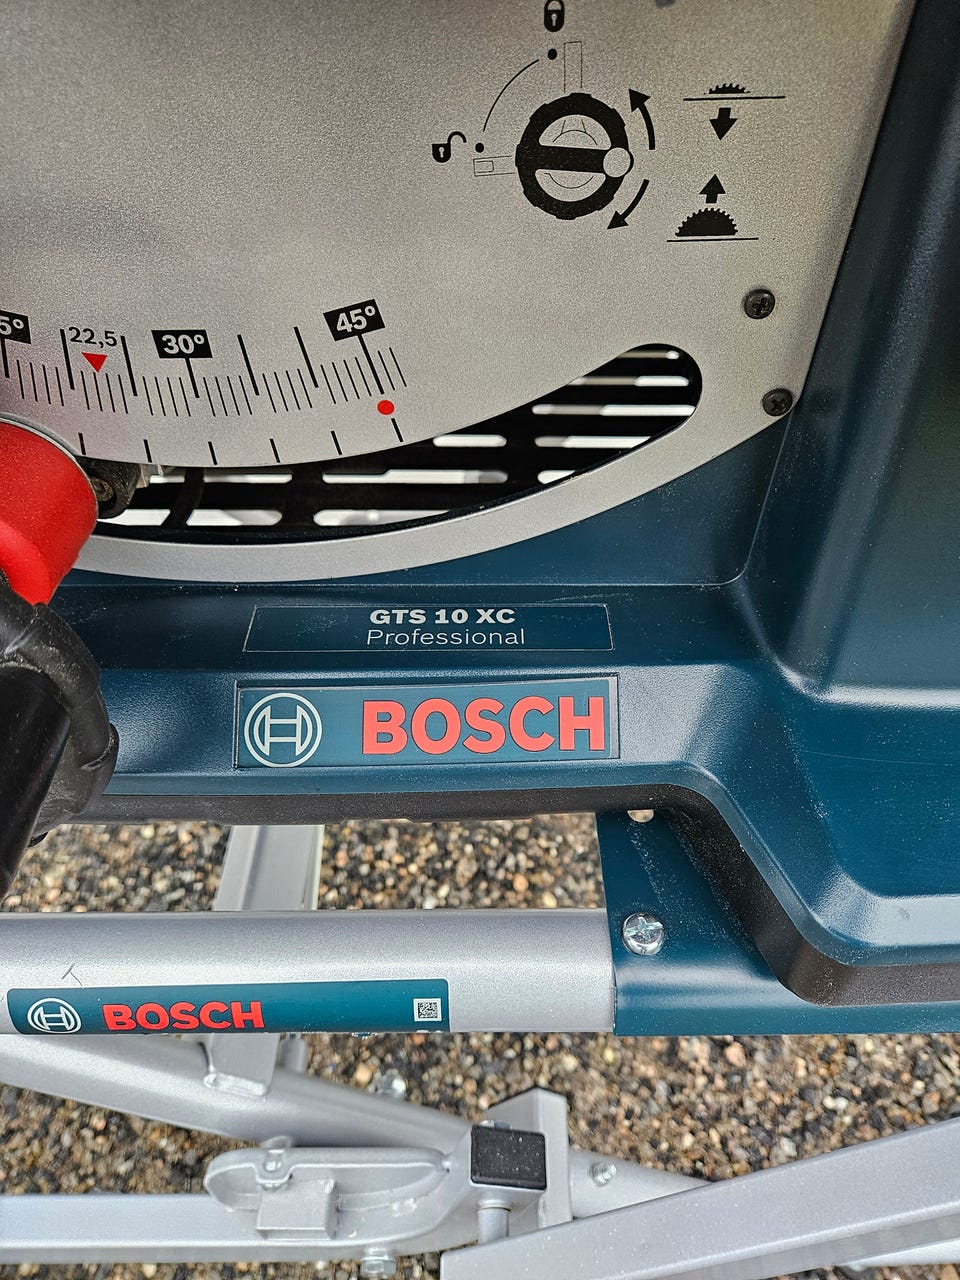 5°
22,5
30°
45°
GTS 10 XC
Professional
BOSCH
BOSCH